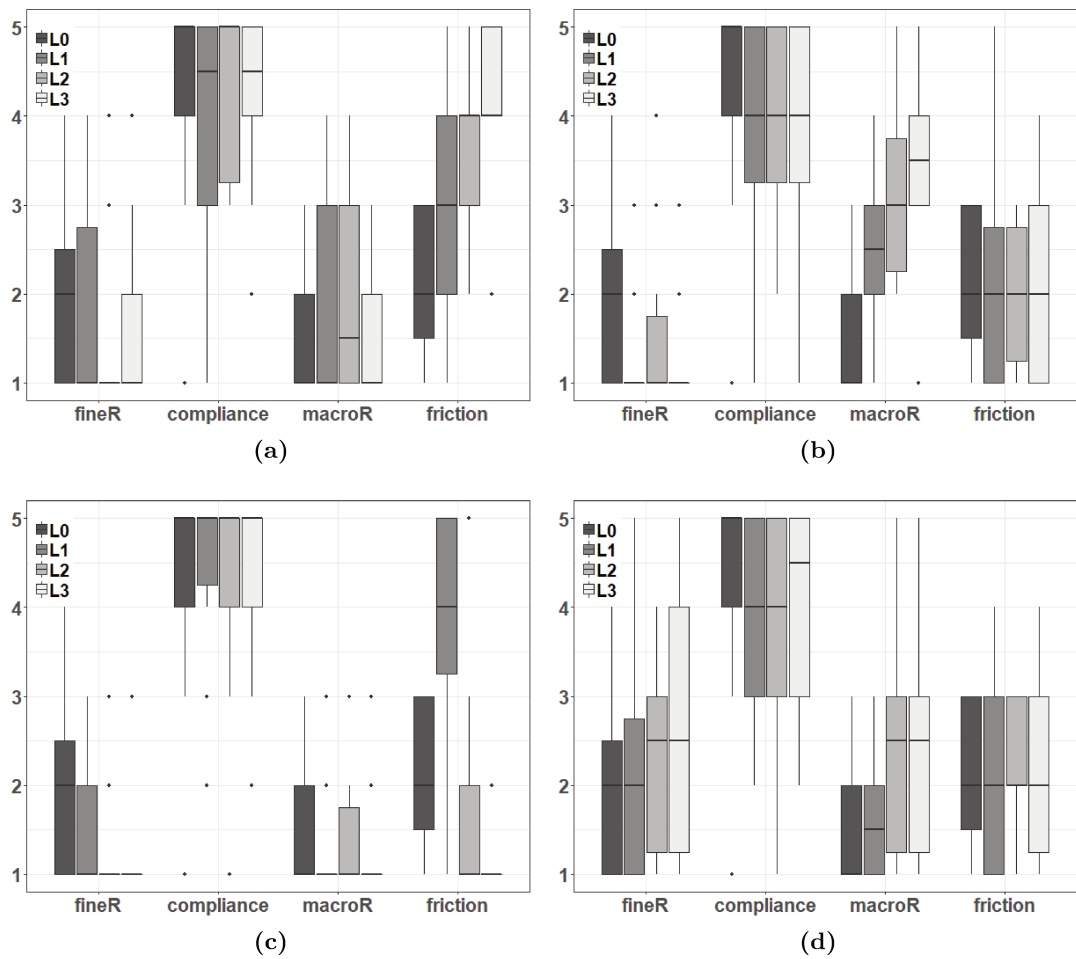 5
4
3
2
1
L0
L1
L2
L3
fineR compliance macroR friction
(a)
5
4
3
2
1
L0
L1
L2
L3
fineR compliance macroR friction
(b)
5
4
3
2
1
L0
L1
L2
L3
fineR compliance macroR friction
(c)
5
4
3
2
1
L0
L1
L2
L3
fineR compliance macroR friction
(d)